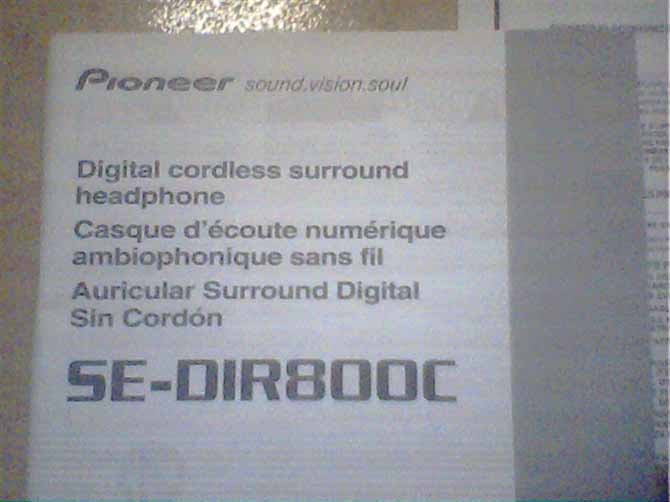 Pioneer sound.vision.soul
Digital cordless surround
headphone
Casque d'écoute numérique
ambiophonique sans fil
Auricular Surround Digital
Sin Cordón
SE-DIR800C